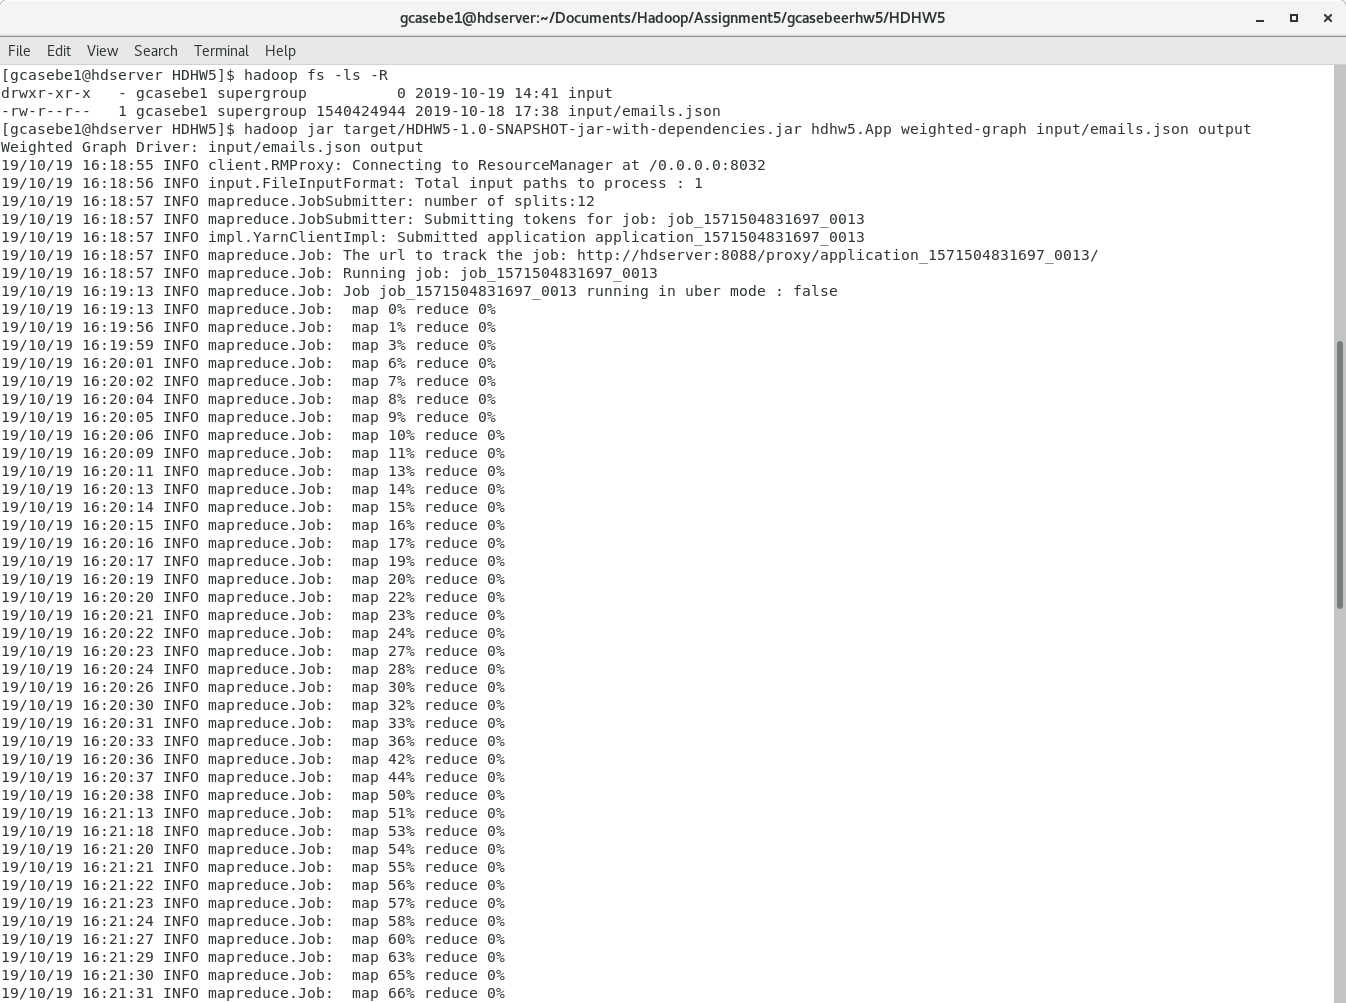 gcasebe1@hdserver:~/Documents/Hadoop/Assignment5/gcasebeerhw5/HDHW5
File Edit View Search Terminal Help
[gcasebe1@hdserver HDHW5]$ hadoop fs -ls -R
drwxr-xr-x   - gcasebe1 supergroup          0 2019-10-19 14:41 input
-rw-r--r--   1 gcasebe1 supergroup 1540424944 2019-10-18 17:38 input/emails.json
[gcasebe1@hdserver HDHW5]$ hadoop jar target/HDHW5-1.0-SNAPSHOT-jar-with-dependencies.jar hdhw5.App weighted-graph input/emails.json output
Weighted Graph Driver: input/emails.json output
19/10/19 16:18:55 INFO client.RMProxy: Connecting to ResourceManager at /0.0.0.0:8032
19/10/19 16:18:56 INFO input.FileInputFormat: Total input paths to process : 1
19/10/19 16:18:57 INFO mapreduce.JobSubmitter: number of splits:12
19/10/19 16:18:57 INFO mapreduce.JobSubmitter: Submitting tokens for job: job_1571504831697_0013
19/10/19 16:18:57 INFO impl.YarnClientImpl: Submitted application application_1571504831697_0013
19/10/19 16:18:57 INFO mapreduce.Job: The url to track the job: http://hdserver:8088/proxy/application_1571504831697_0013/
19/10/19 16:18:57 INFO mapreduce.Job: Running job: job_1571504831697_0013
19/10/19 16:19:13 INFO mapreduce.Job: Job job_1571504831697_0013 running in uber mode : false
19/10/19 16:19:13 INFO mapreduce.Job:  map 0% reduce 0%
19/10/19 16:19:56 INFO mapreduce.Job:  map 1% reduce 0%
19/10/19 16:19:59 INFO mapreduce.Job:  map 3% reduce 0%
19/10/19 16:20:01 INFO mapreduce.Job:  map 6% reduce 0%
19/10/19 16:20:02 INFO mapreduce.Job:  map 7% reduce 0%
19/10/19 16:20:04 INFO mapreduce.Job:  map 8% reduce 0%
19/10/19 16:20:05 INFO mapreduce.Job:  map 9% reduce 0%
19/10/19 16:20:06 INFO mapreduce.Job:  map 10% reduce 0%
19/10/19 16:20:09 INFO mapreduce.Job:  map 11% reduce 0%
19/10/19 16:20:11 INFO mapreduce.Job:  map 13% reduce 0%
19/10/19 16:20:13 INFO mapreduce.Job:  map 14% reduce 0%
19/10/19 16:20:14 INFO mapreduce.Job:  map 15% reduce 0%
19/10/19 16:20:15 INFO mapreduce.Job:  map 16% reduce 0%
19/10/19 16:20:16 INFO mapreduce.Job:  map 17% reduce 0%
19/10/19 16:20:17 INFO mapreduce.Job:  map 19% reduce 0%
19/10/19 16:20:19 INFO mapreduce.Job:  map 20% reduce 0%
19/10/19 16:20:20 INFO mapreduce.Job:  map 22% reduce 0%
19/10/19 16:20:21 INFO mapreduce.Job:  map 23% reduce 0%
19/10/19 16:20:22 INFO mapreduce.Job:  map 24% reduce 0%
19/10/19 16:20:23 INFO mapreduce.Job:  map 27% reduce 0%
19/10/19 16:20:24 INFO mapreduce.Job:  map 28% reduce 0%
19/10/19 16:20:26 INFO mapreduce.Job:  map 30% reduce 0%
19/10/19 16:20:30 INFO mapreduce.Job:  map 32% reduce 0%
19/10/19 16:20:31 INFO mapreduce.Job:  map 33% reduce 0%
19/10/19 16:20:33 INFO mapreduce.Job:  map 36% reduce 0%
19/10/19 16:20:36 INFO mapreduce.Job:  map 42% reduce 0%
19/10/19 16:20:37 INFO mapreduce.Job:  map 44% reduce 0%
19/10/19 16:20:38 INFO mapreduce.Job:  map 50% reduce 0%
19/10/19 16:21:13 INFO mapreduce.Job:  map 51% reduce 0%
19/10/19 16:21:18 INFO mapreduce.Job:  map 53% reduce 0%
19/10/19 16:21:20 INFO mapreduce.Job:  map 54% reduce 0%
19/10/19 16:21:21 INFO mapreduce.Job:  map 55% reduce 0%
19/10/19 16:21:22 INFO mapreduce.Job:  map 56% reduce 0%
19/10/19 16:21:23 INFO mapreduce.Job:  map 57% reduce 0%
19/10/19 16:21:24 INFO mapreduce.Job:  map 58% reduce 0%
19/10/19 16:21:27 INFO mapreduce.Job:  map 60% reduce 0%
19/10/19 16:21:29 INFO mapreduce.Job:  map 63% reduce 0%
19/10/19 16:21:30 INFO mapreduce.Job:  map 65% reduce 0%
19/10/19 16:21:31 INFO mapreduce.Job:  map 66% reduce 0%